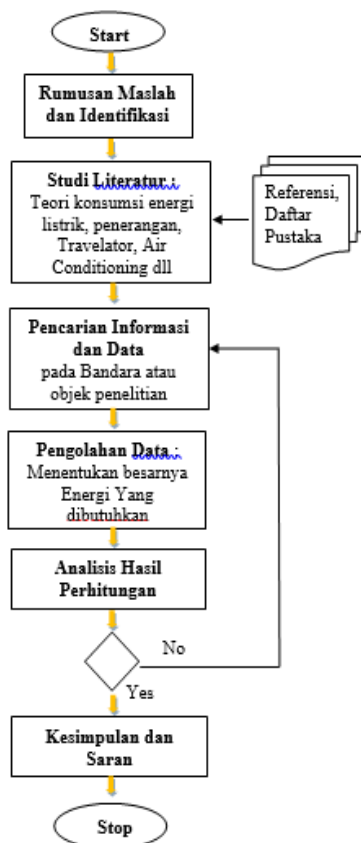 Start
Rumusan Maslah
dan Identifikasi
Studi Literatur :
Teori konsumsi energi
listrik, penerangan,
Travelator, Air
Conditioning dll
Referensi,
Daftar
Pustaka
Pencarian Informasi
dan Data
pada Bandara atau
objek penelitian
Pengolahan Data :
Menentukan besarnya
Energi Yang
dibutuhkan
Analisis Hasil
Perhitungan
No
Yes
Kesimpulan dan
Saran
Stop